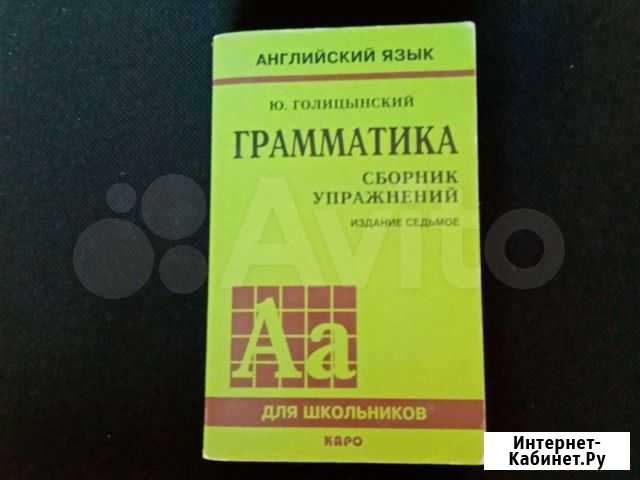 АНГЛИЙСКИЙ ЯЗЫК
Ю. ГОЛИЦЫНСКИЙ
ГРАММАТИКА
СБОРНИК
УПРАЖНЕНИЙ
ИЗДАНИЕ СЕДЬМОЕ
Avito
Aa
ДЛЯ ШКОЛЬНИКОВ
КАРО
Интернет-
Кабинет.Ру